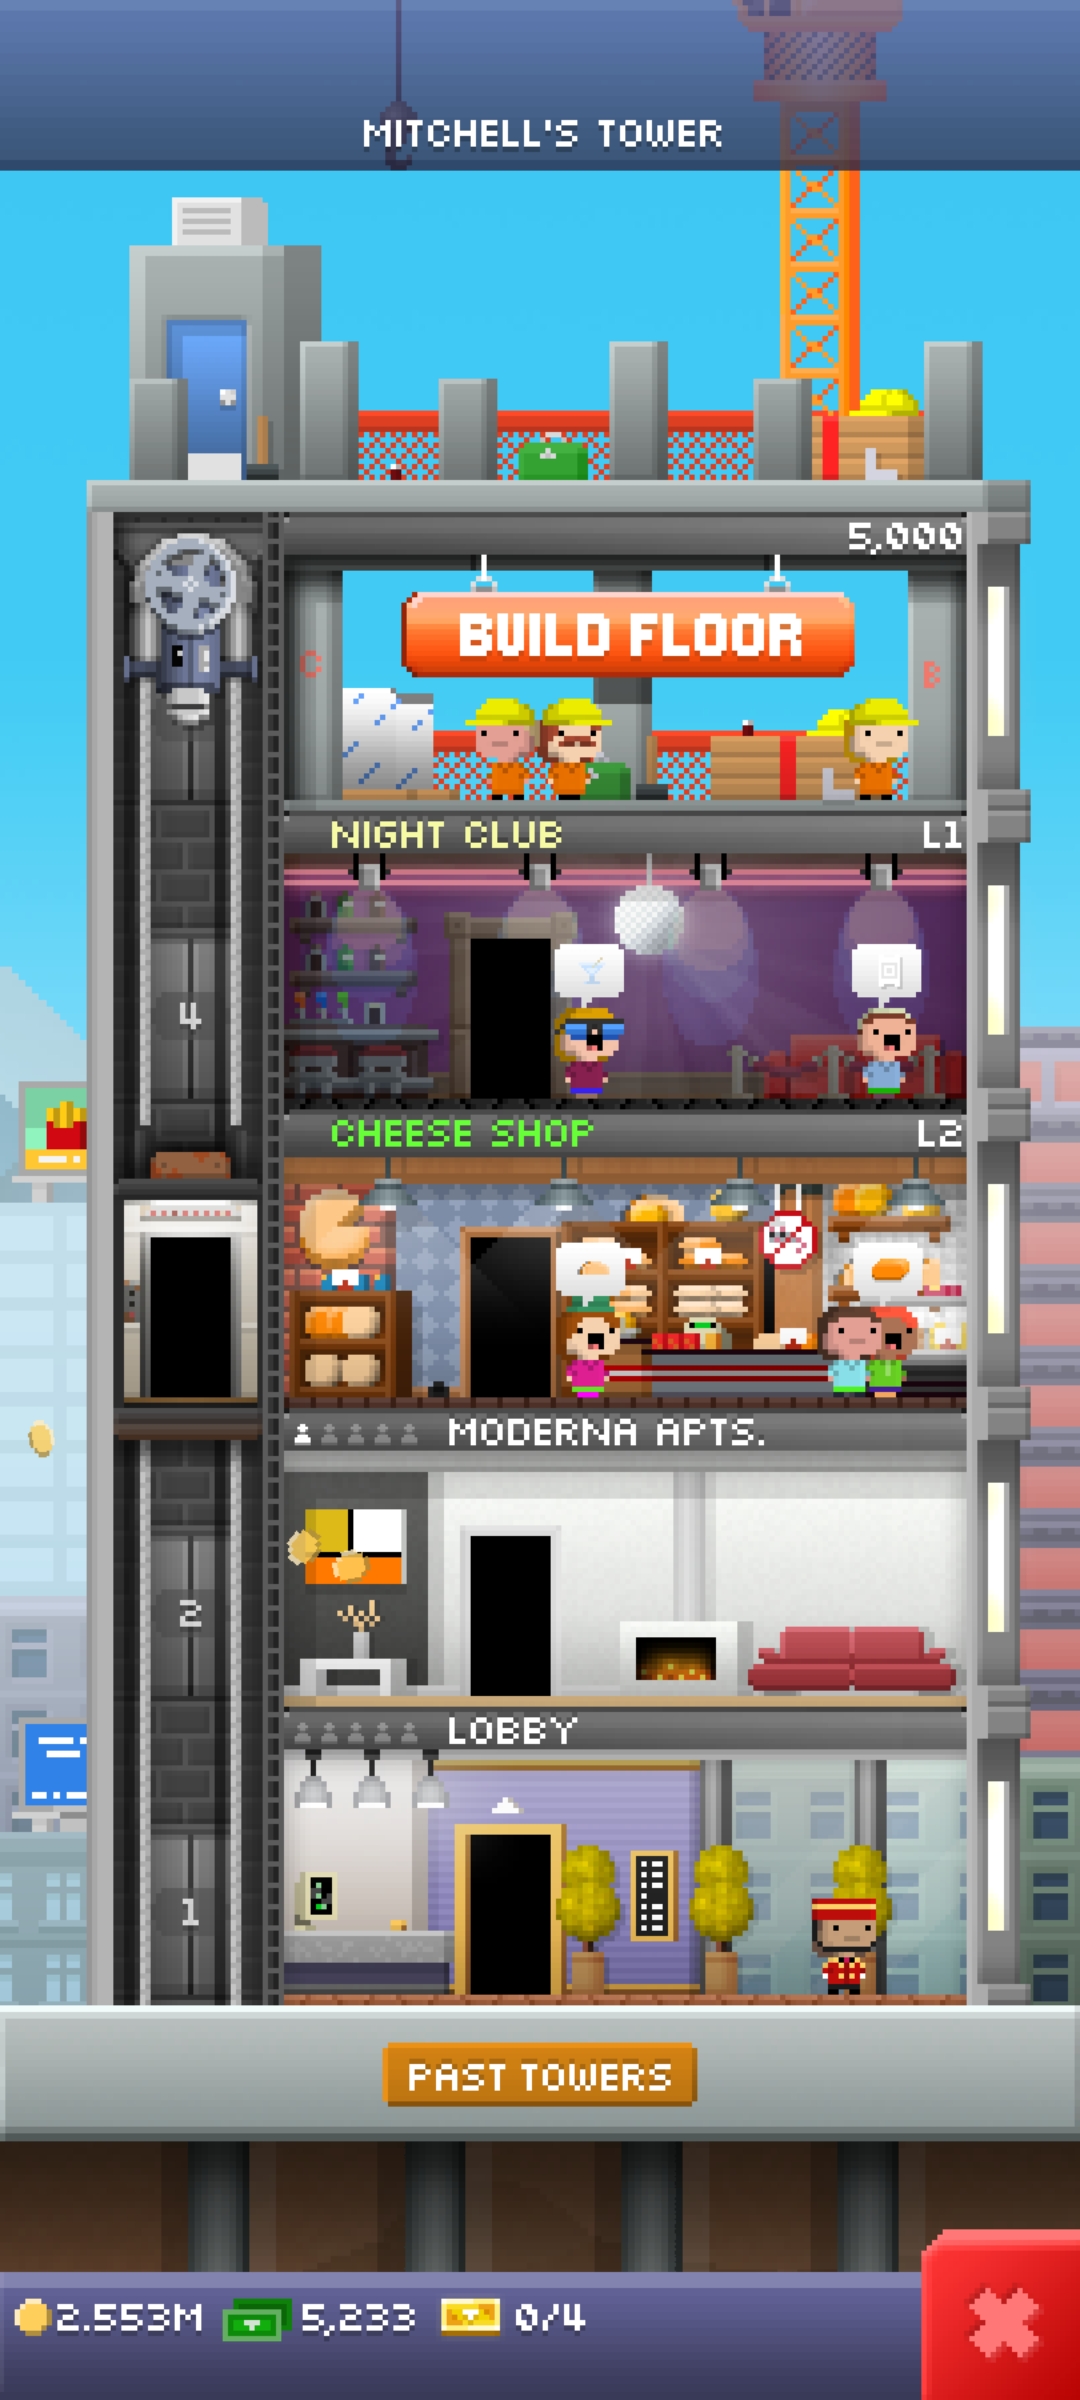 MITCHELL'S TOWER
5,000
BUILD FLOOR
C
B
NIGHT CLUB L1
4
CHEESE SHOP L2
MODERNA APTS.
2
LOBBY
1
PAST TOWERS
2.553M 5,233 0/4